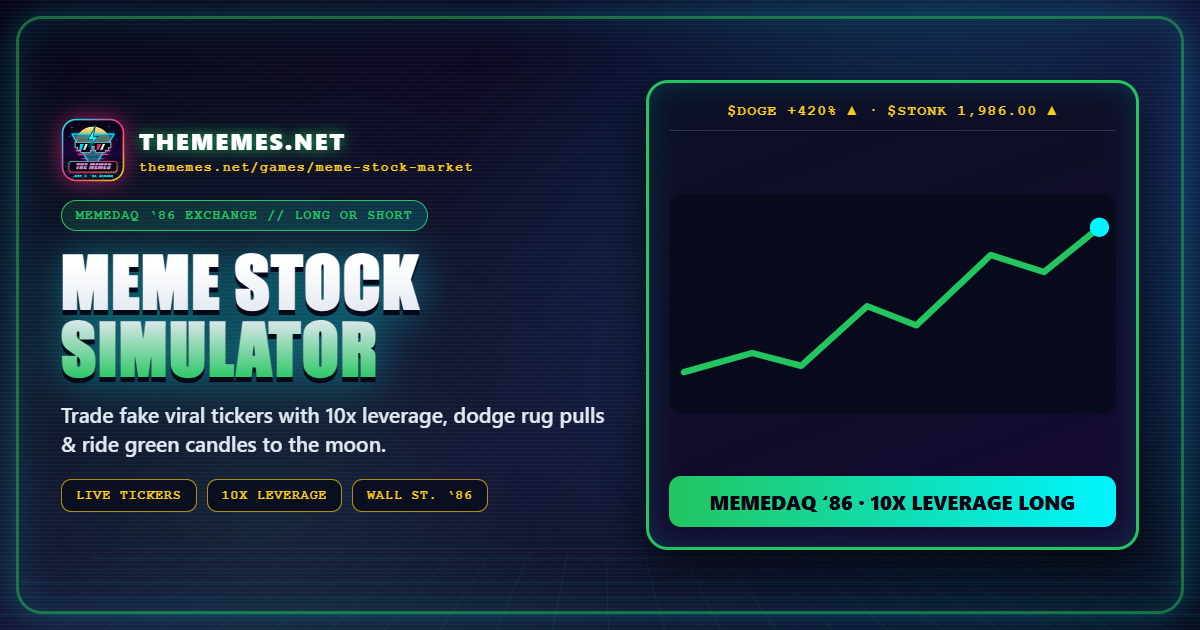 THEMEMES.NET
thememes.net/games/meme-stock-market
MEMEDAQ '86 EXCHANGE // LONG OR SHORT
MEME STOCK
SIMULATOR
Trade fake viral tickers with 10x leverage, dodge rug pulls
& ride green candles to the moon.
LIVE TICKERS
10X LEVERAGE
WALL ST. '86
$DOGE +420% ▲ · $STONK 1,986.00 ▲
MEMEDAQ '86 · 10X LEVERAGE LONG